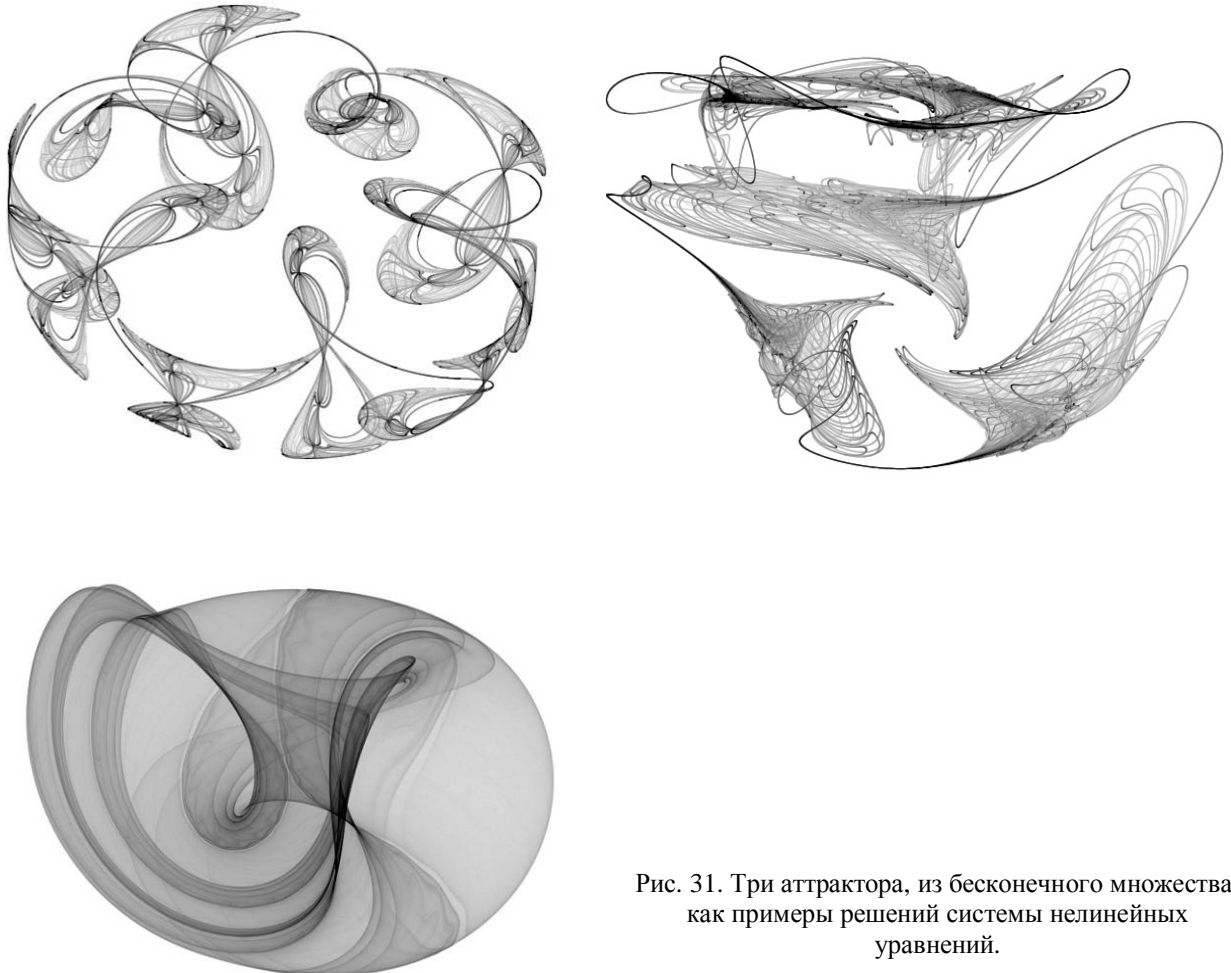 Рис. 31. Три аттрактора, из бесконечного множества
как примеры решений системы нелинейных
уравнений.